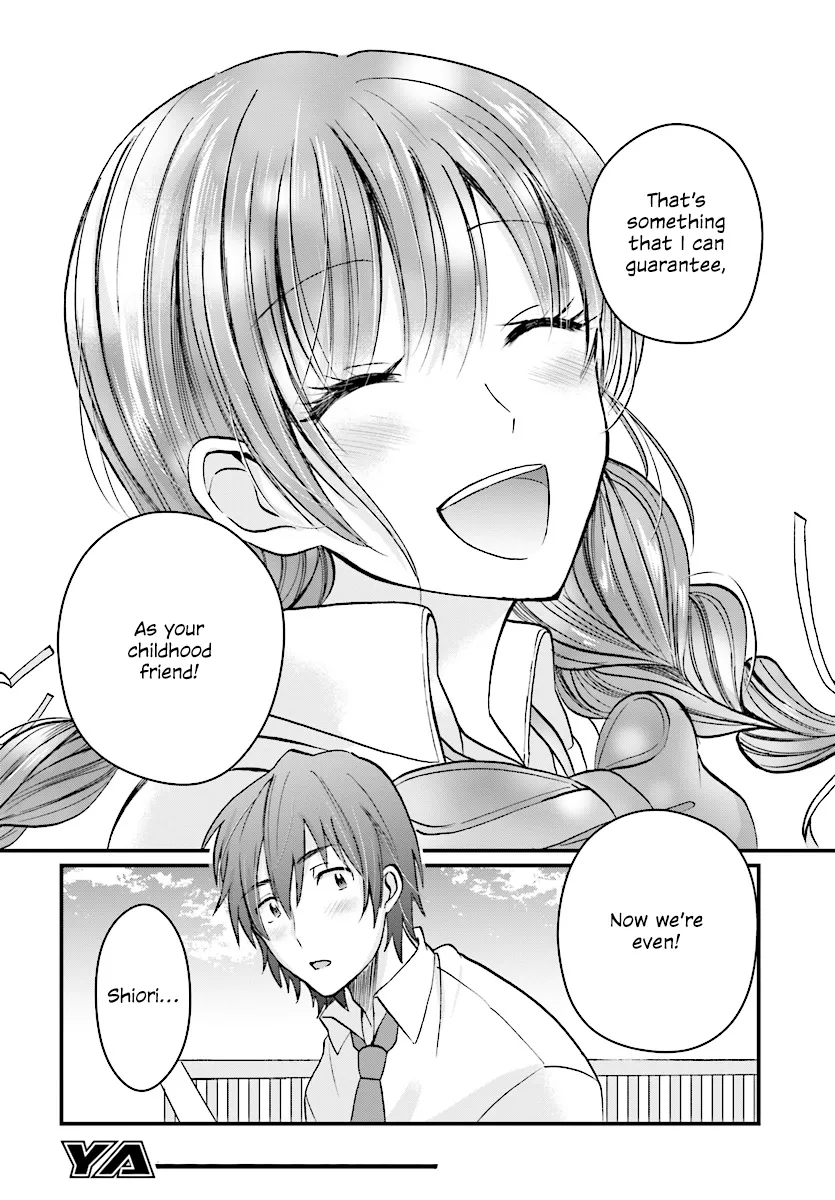 That's
something
that I can
guarantee,
As your
childhood
friend!
Now we're
even!
Shiori...
YA